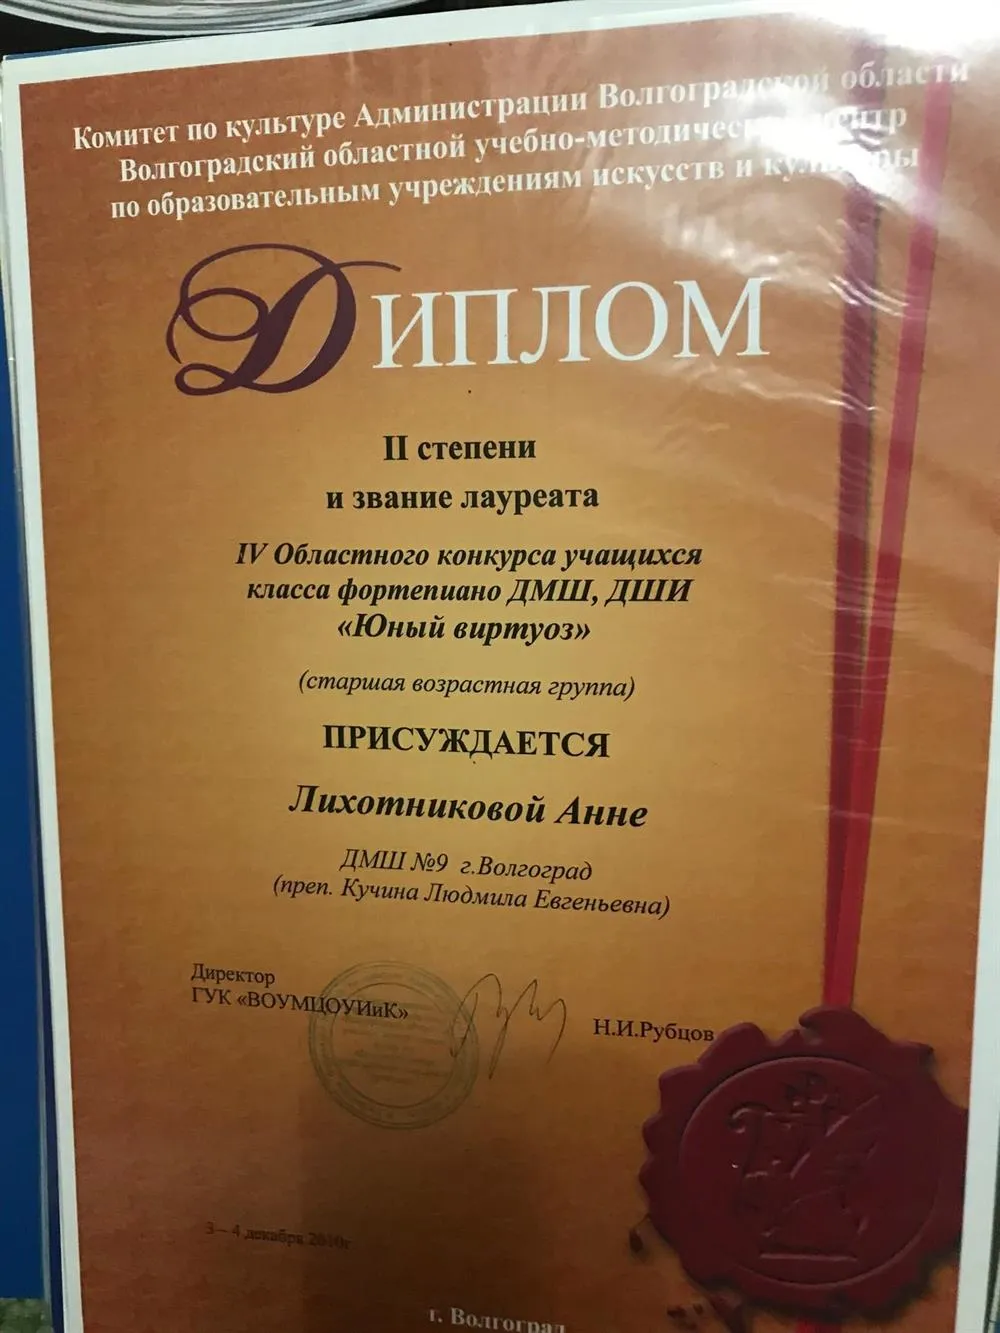 Комитет по культуре Администрации Волгоградской области
Волгоградский областной учебно-методический центр
по образовательным учреждениям искусств и культуры
ДИПЛОМ
II степени
и звание лауреата
IV Областного конкурса учащихся
класса фортепиано ДМШ, ДШИ
«Юный виртуоз»
(старшая возрастная группа)
ПРИСУЖДАЕТСЯ
Лихотниковой Анне
ДМШ №9 г.Волгоград
(преп. Кучина Людмила Евгеньевна)
Директор
ГУК «ВОУМЦОУИиК»
Н.И.Рубцов
3 – 4 декабря 2010г
г. Волгоград